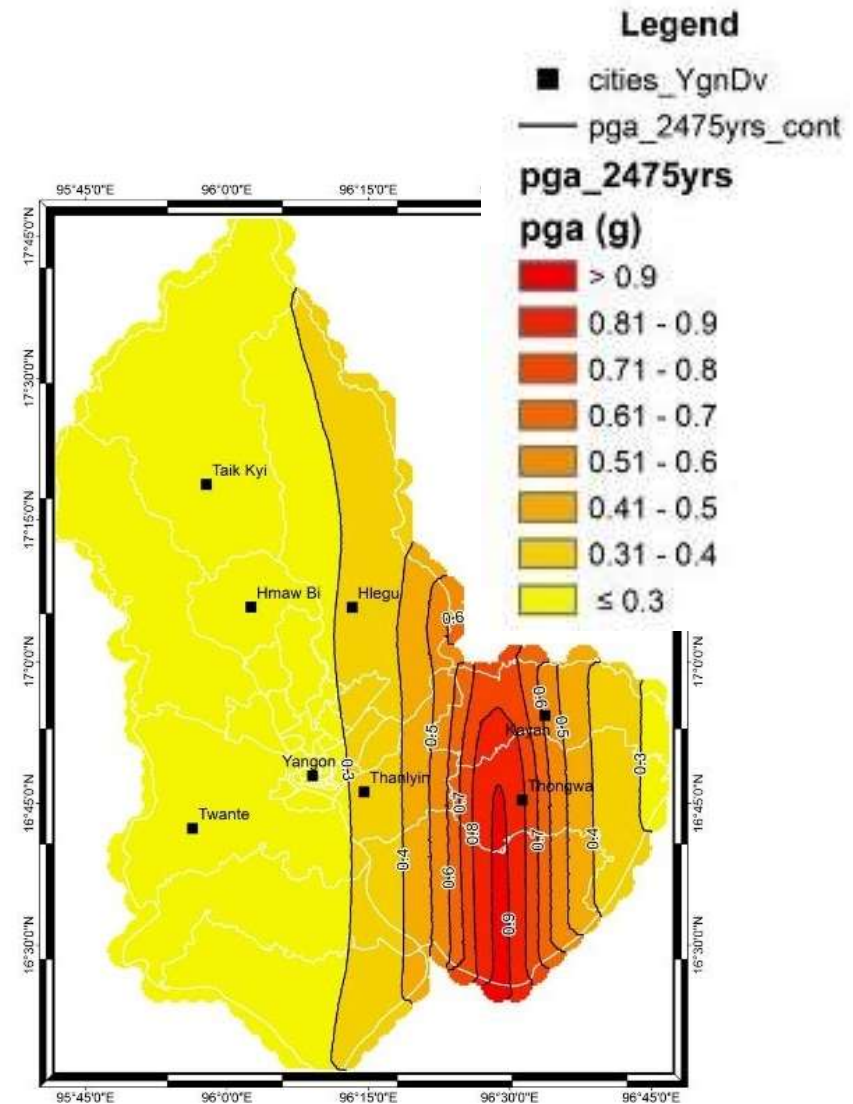 Legend
cities_YgnDv
pga_2475yrs_cont
pga_2475yrs
pga (g)
> 0.9
0.81 - 0.9
0.71 - 0.8
0.61 - 0.7
0.51 - 0.6
0.41 - 0.5
0.31 - 0.4
≤ 0.3
95°45'0"E 96°0'0"E 96°15'0"E
17°45'0"N
17°30'0"N
17°15'0"N
17°0'0"N
16°45'0"N
16°30'0"N
Taik Kyi
Hmaw Bi
Hlegu
0.6
0.6
Kayan
0.5
0.5
Yangon
0.3
Thanlyin
0.3
Thongwa
0.7
Twante
0.8
0.7
0.4
0.4
0.6
0.9
17°0'0"N
16°45'0"N
16°30'0"N
95°45'0"E 96°0'0"E 96°15'0"E 96°30'0"E 96°45'0"E